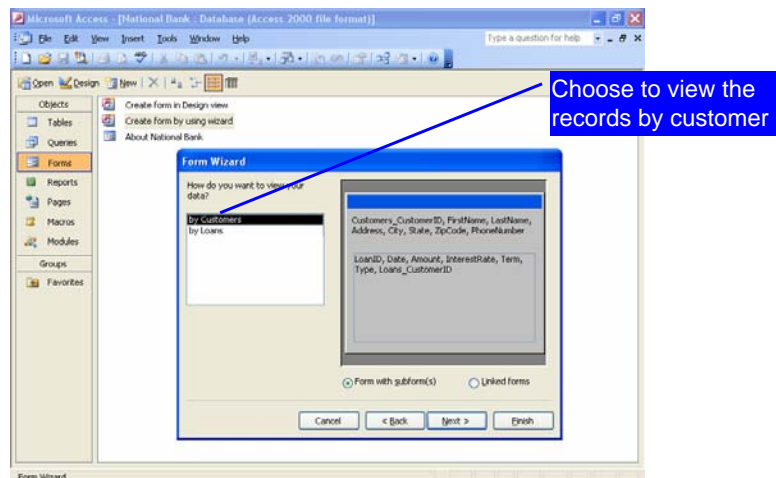 Microsoft Access - [National Bank : Database (Access 2000 file format)]
File Edit View Insert Tools Window Help
Type a question for help
Open Design New
Choose to view the
records by customer
Objects
Tables
Queries
Forms
Reports
Pages
Macros
Modules
Groups
Favorites
Create form in Design view
Create form by using wizard
About National Bank
Form Wizard
How do you want to view your
data?
by Customers
by Loans
Customers_CustomerID, FirstName, LastName,
Address, City, State, ZipCode, PhoneNumber
LoanID, Date, Amount, InterestRate, Term,
Type, Loans_CustomerID
Form with subform(s) Linked forms
Cancel < Back Next > Finish
Form Wizard